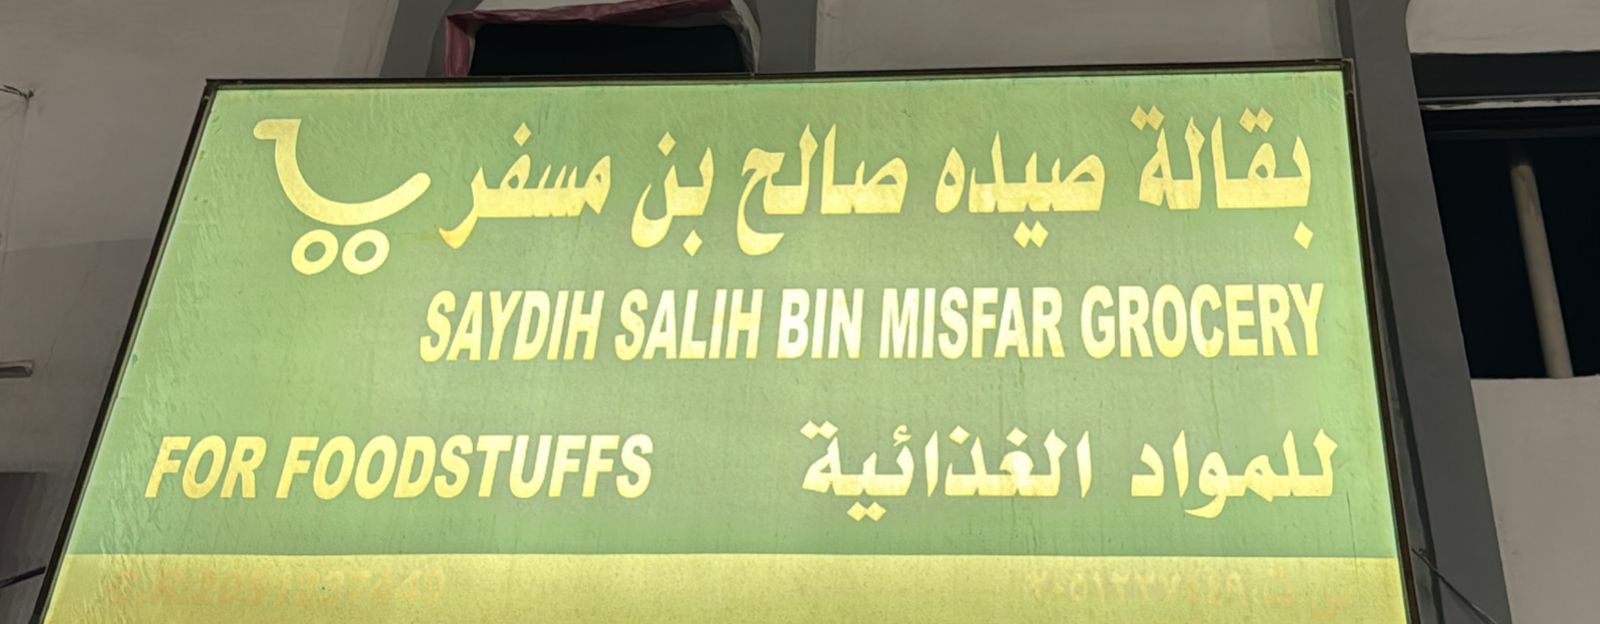 بقالة صيده صالح بن مسفر
SAYDIH SALIH BIN MISFAR GROCERY
FOR FOODSTUFFS للمواد الغذائية